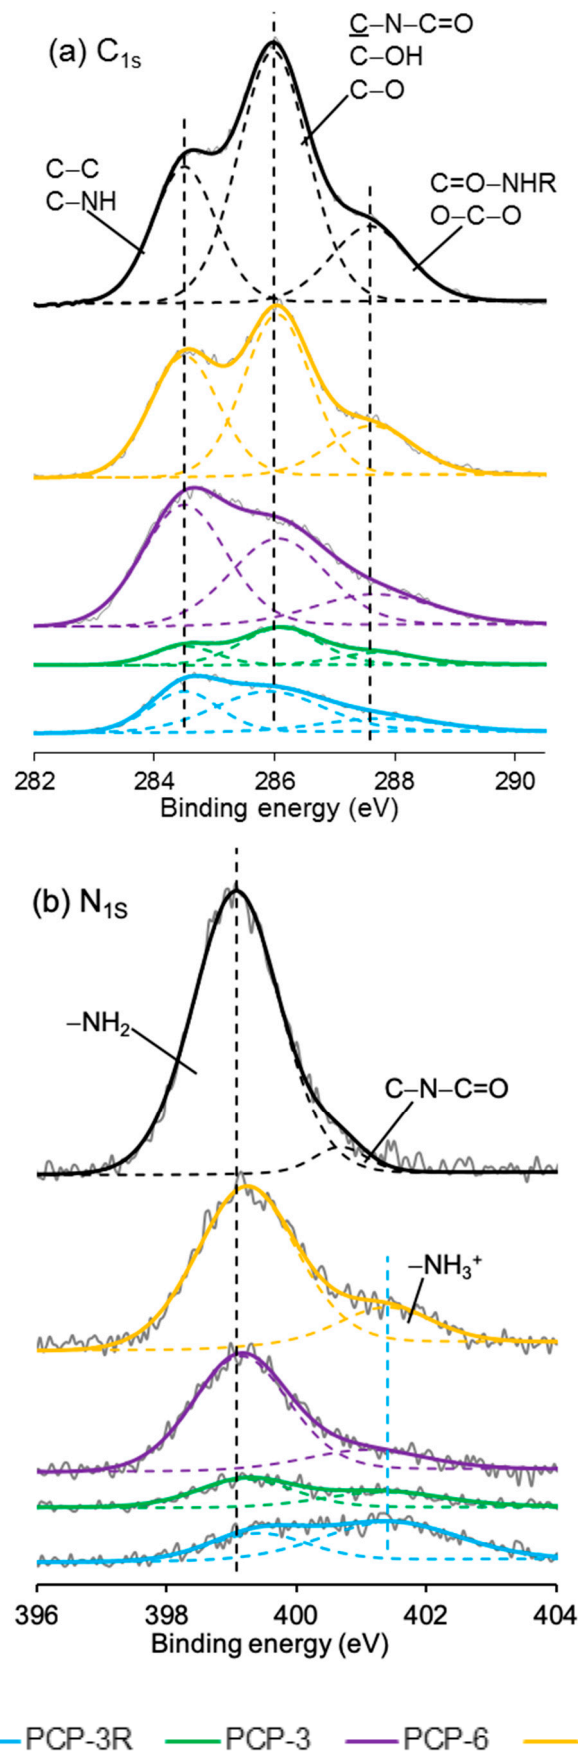 (a) C1s
C–N–C=O
C–OH
C–O
C–C
C–NH
C=O–NHR
O–C–O
282 284 286 288 290
Binding energy (eV)
(b) N1S
–NH2
C–N–C=O
–NH3+
396 398 400 402 404
Binding energy (eV)
PCP-3R PCP-3 PCP-6